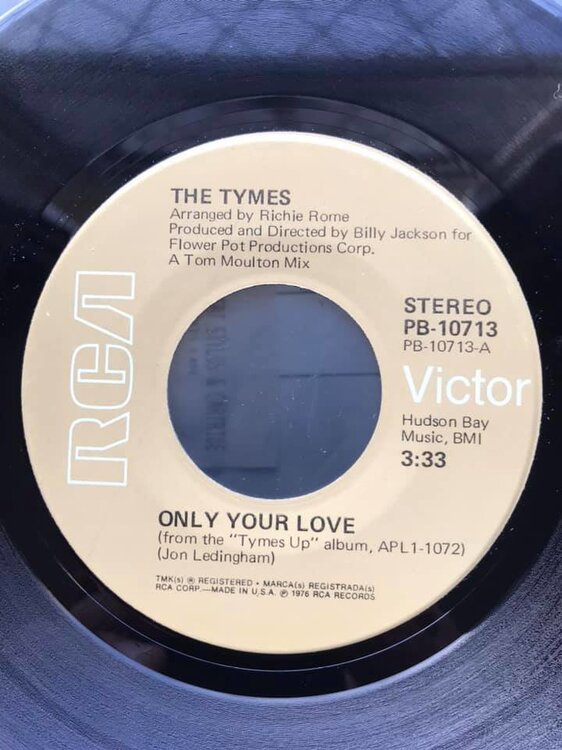 THE TYMES
Arranged by Richie Rome
Produced and Directed by Billy Jackson for
Flower Pot Productions Corp.
A Tom Moulton Mix
RCA
STEREO
PB-10713
PB-10713-A
Victor
Hudson Bay
Music, BMI
3:33
ONLY YOUR LOVE
(from the "Tymes Up" album, APL1-1072)
(Jon Ledingham)
TMK(s) ® REGISTERED • MARCA(s) REGISTRADA(s)
RCA CORP.—MADE IN U.S.A. ℗ 1976 RCA RECORDS